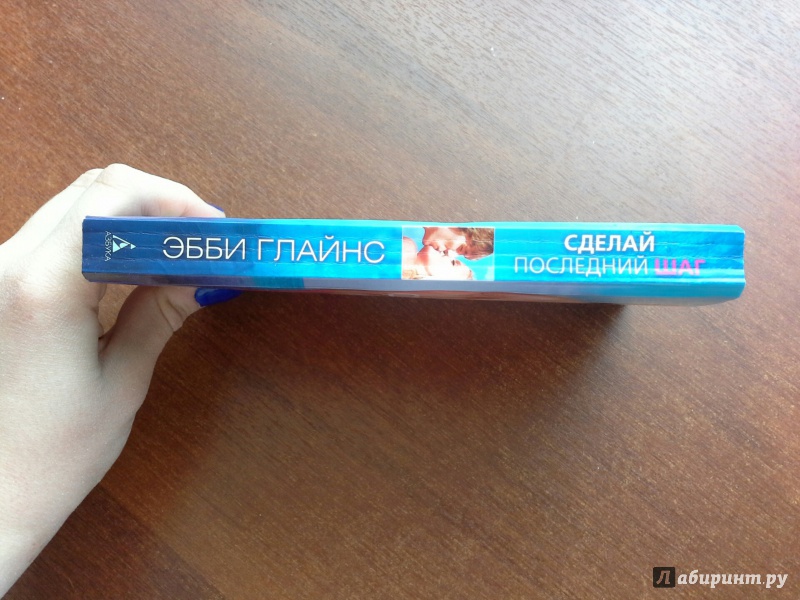 АЗБУКА
ЭББИ ГЛАЙНС
СДЕЛАЙ
ПОСЛЕДНИЙ ШАГ
Лабиринт.ру